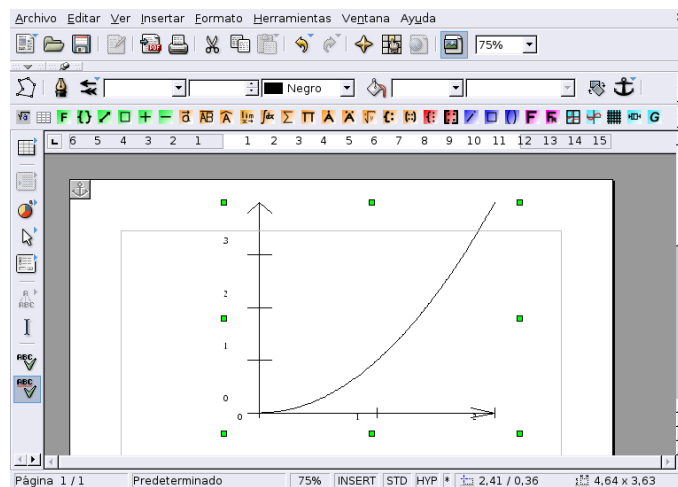 Archivo Editar Ver Insertar Formato Herramientas Ventana Ayuda
75%
Negro
6 5 4 3 2 1 1 2 3 4 5 6 7 8 9 10 11 12 13 14 15
3
2
1
0
0 1 2
Página 1 / 1 Predeterminado 75% INSERT STD HYP * 2,41 / 0,36 4,64 x 3,63